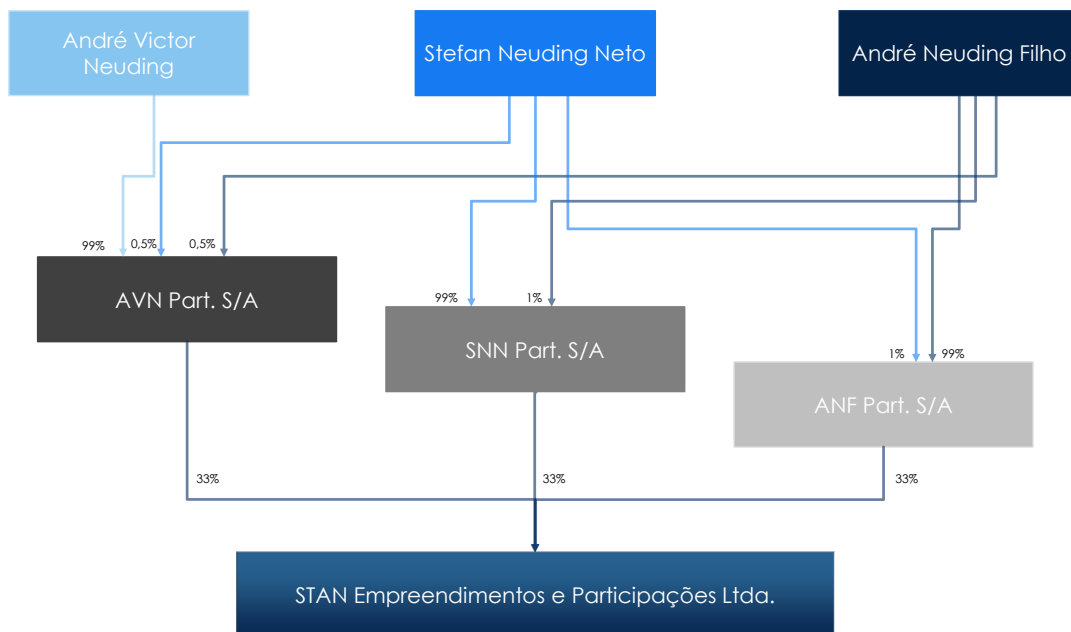 André Victor
Neuding
Stefan Neuding Neto
André Neuding Filho
99%
0,5%
0,5%
AVN Part. S/A
99%
1%
SNN Part. S/A
1%
99%
ANF Part. S/A
33%
33%
33%
STAN Empreendimentos e Participações Ltda.